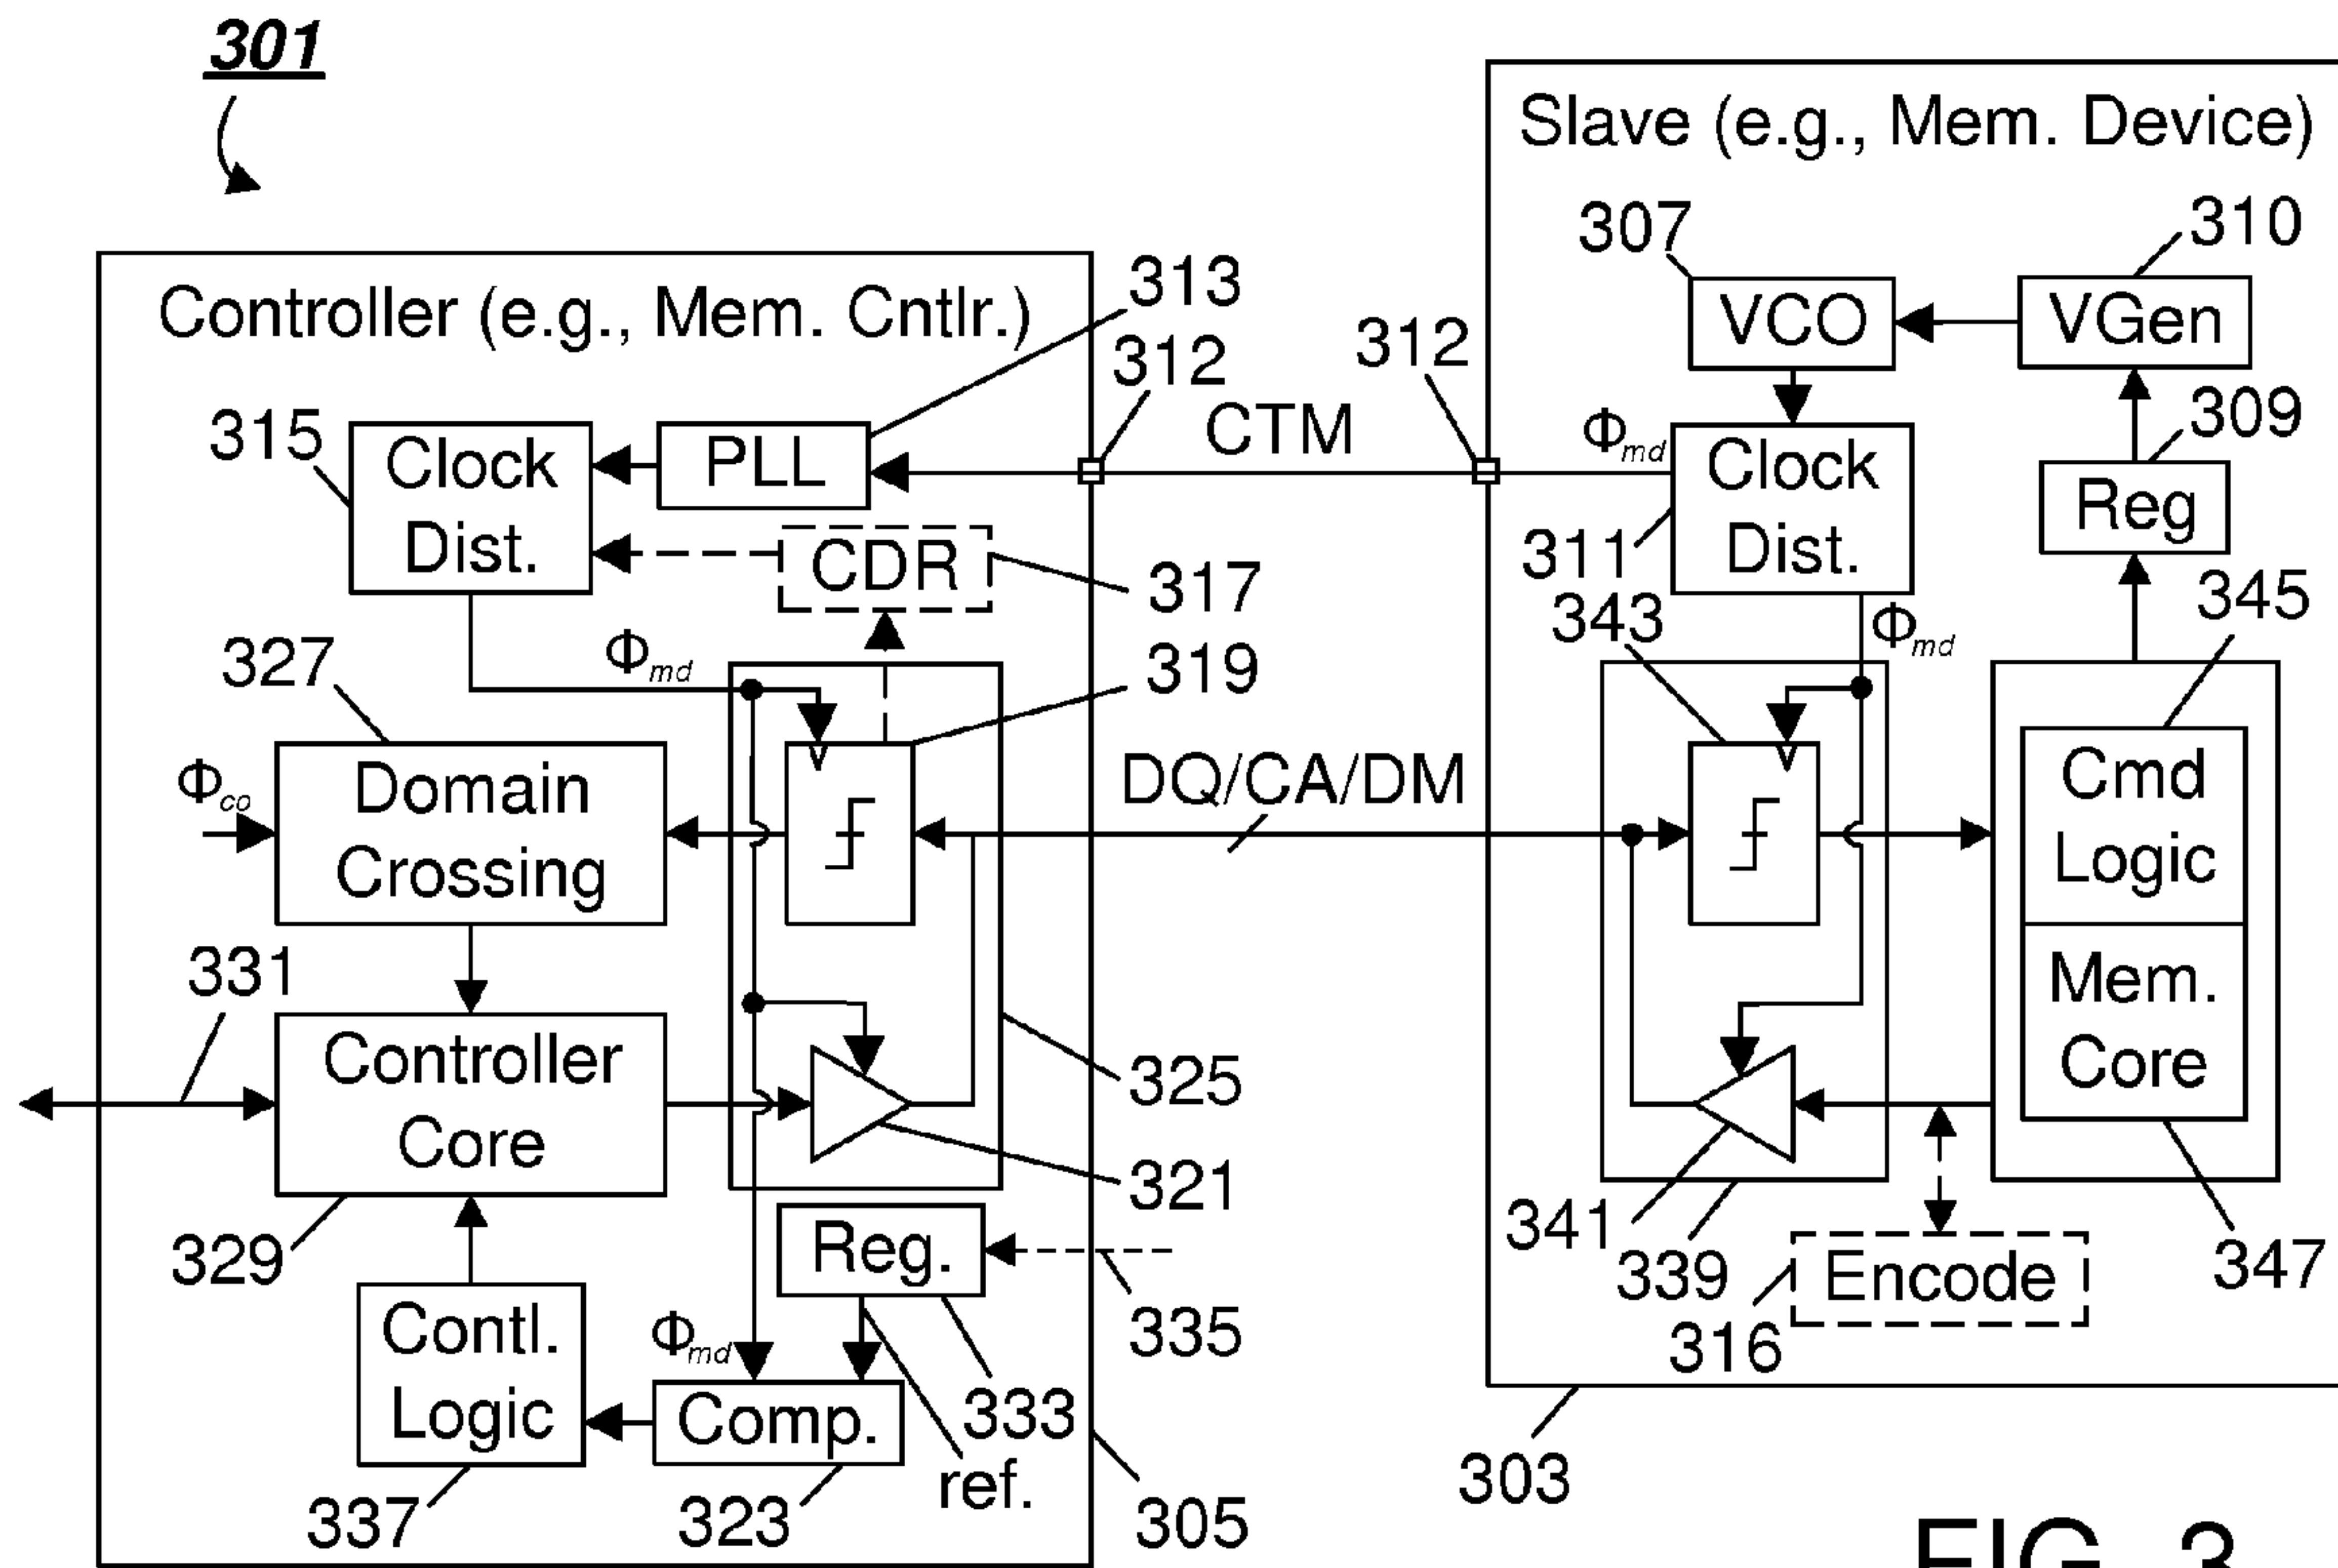 301
Slave (e.g., Mem. Device)
307
310
Controller (e.g., Mem. Cntlr.)
313
VCO
VGen
312
312
315
Clock
Dist.
PLL
CTM
Φmd
Clock
Dist.
309
Reg
CDR
311
317
343
345
327
Φmd
319
Φmd
Φco
Domain
Crossing
DQ/CA/DM
Cmd
Logic
331
Mem.
Core
Controller
Core
325
321
329
Reg.
341
339
Encode
347
335
316
Contl.
Logic
Φmd
Comp.
333
ref.
303
337
323
305
FIG. 3